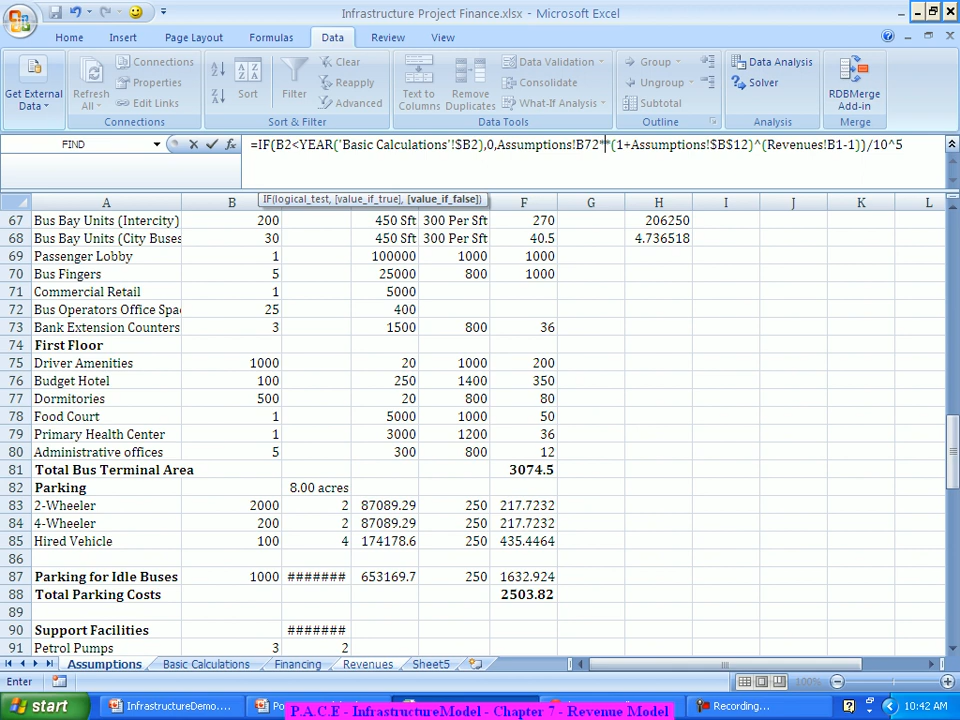 Infrastructure Project Finance.xlsx - Microsoft Excel
Home Insert Page Layout Formulas Data Review View
Get External Data
Refresh All
Connections
Properties
Edit Links
Connections
Sort
Filter
Clear
Reapply
Advanced
Sort & Filter
Text to Columns
Remove Duplicates
Data Validation
Consolidate
What-If Analysis
Data Tools
Group
Ungroup
Subtotal
Outline
Data Analysis
Solver
Analysis
RDBMerge Add-in
Merge
FIND
fx
=IF(B2<YEAR('Basic Calculations'!$B2),0,Assumptions!B72**(1+Assumptions!$B$12)^(Revenues!B1-1))/10^5
IF(logical_test, [value_if_true], [value_if_false])
A B F G H I J K L
67 Bus Bay Units (Intercity) 200 450 Sft 300 Per Sft 270 206250
68 Bus Bay Units (City Buses 30 450 Sft 300 Per Sft 40.5 4.736518
69 Passenger Lobby 1 100000 1000 1000
70 Bus Fingers 5 25000 800 1000
71 Commercial Retail 1 5000
72 Bus Operators Office Spa 25 400
73 Bank Extension Counters 3 1500 800 36
74 First Floor
75 Driver Amenities 1000 20 1000 200
76 Budget Hotel 100 250 1400 350
77 Dormitories 500 20 800 80
78 Food Court 1 5000 1000 50
79 Primary Health Center 1 3000 1200 36
80 Administrative offices 5 300 800 12
81 Total Bus Terminal Area 3074.5
82 Parking 8.00 acres
83 2-Wheeler 2000 2 87089.29 250 217.7232
84 4-Wheeler 200 2 87089.29 250 217.7232
85 Hired Vehicle 100 4 174178.6 250 435.4464
86
87 Parking for Idle Buses 1000 ####### 653169.7 250 1632.924
88 Total Parking Costs 2503.82
89
90 Support Facilities #######
91 Petrol Pumps 3 2
Assumptions Basic Calculations Financing Revenues Sheet5
Enter 100%
start InfrastructureDemo.... Recording... 10:42 AM
P.A.C.E - InfrastructureModel - Chapter 7 - Revenue Model